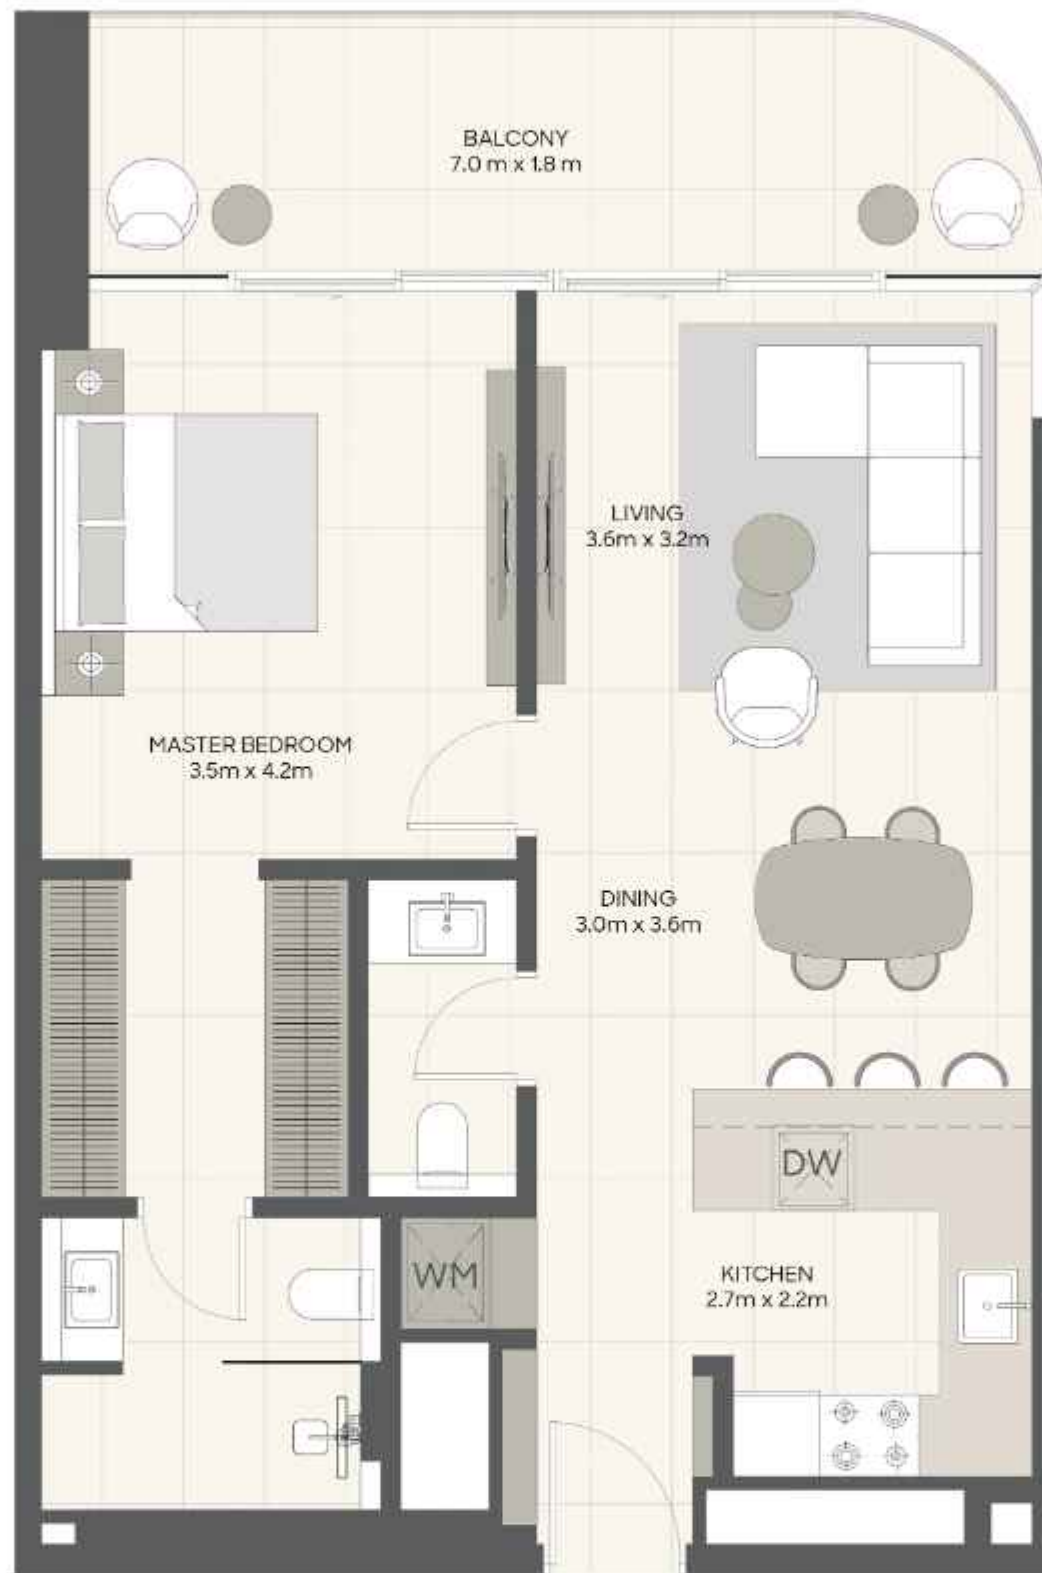 BALCONY
7.0 m x 1.8 m
LIVING
3.6m x 3.2m
MASTER BEDROOM
3.5m x 4.2m
DINING
3.0m x 3.6m
DW
WM
KITCHEN
2.7m x 2.2m